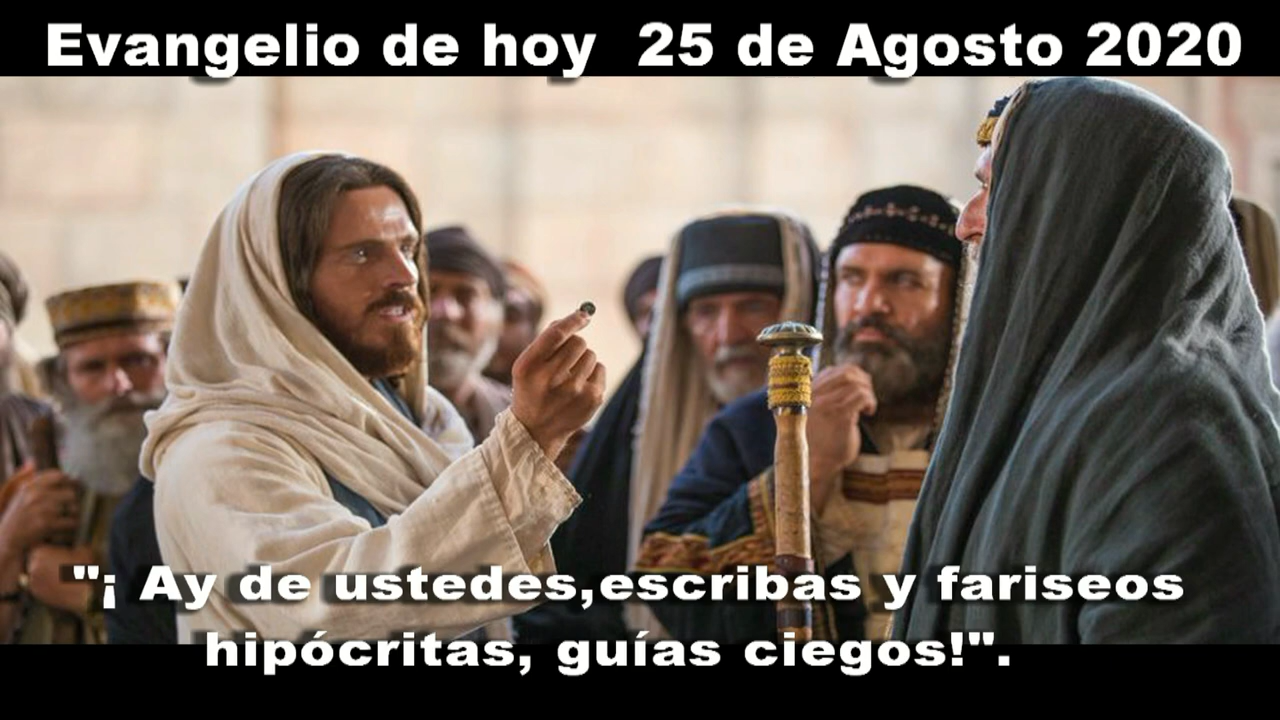 Evangelio de hoy 25 de Agosto 2020
"¡ Ay de ustedes,escribas y fariseos
hipócritas, guías ciegos!".